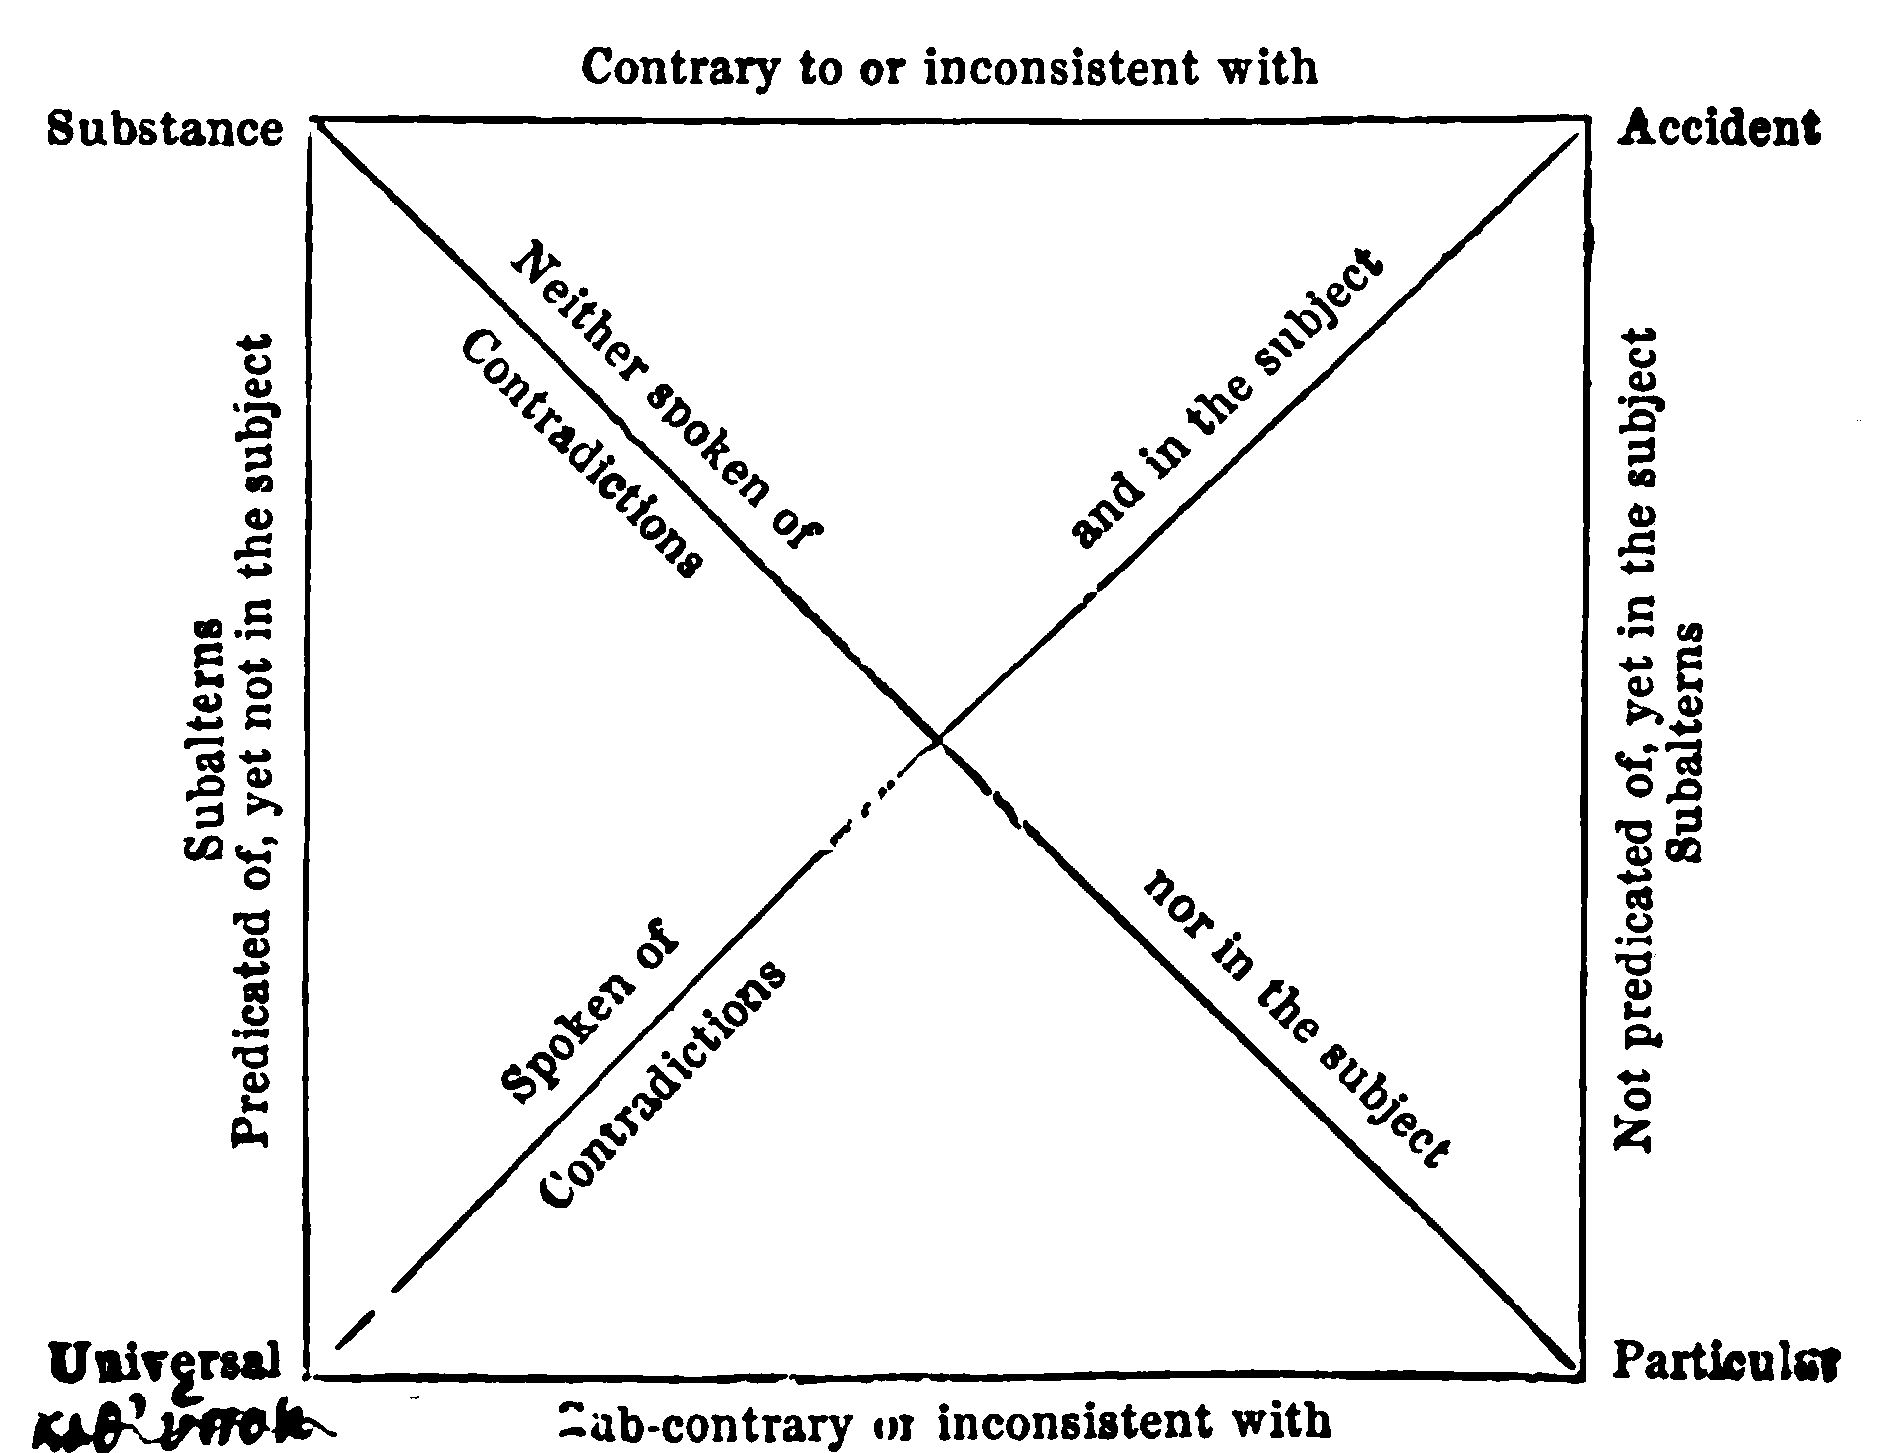 Contrary to or inconsistent with
Substance
Accident
Neither spoken of
Contradictions
and in the subject
Subalterns
Predicated of, yet not in the subject
Not predicated of, yet in the subject
Subalterns
Spoken of
Contradictions
nor in the subject
Universal
Particular
Sub-contrary or inconsistent with